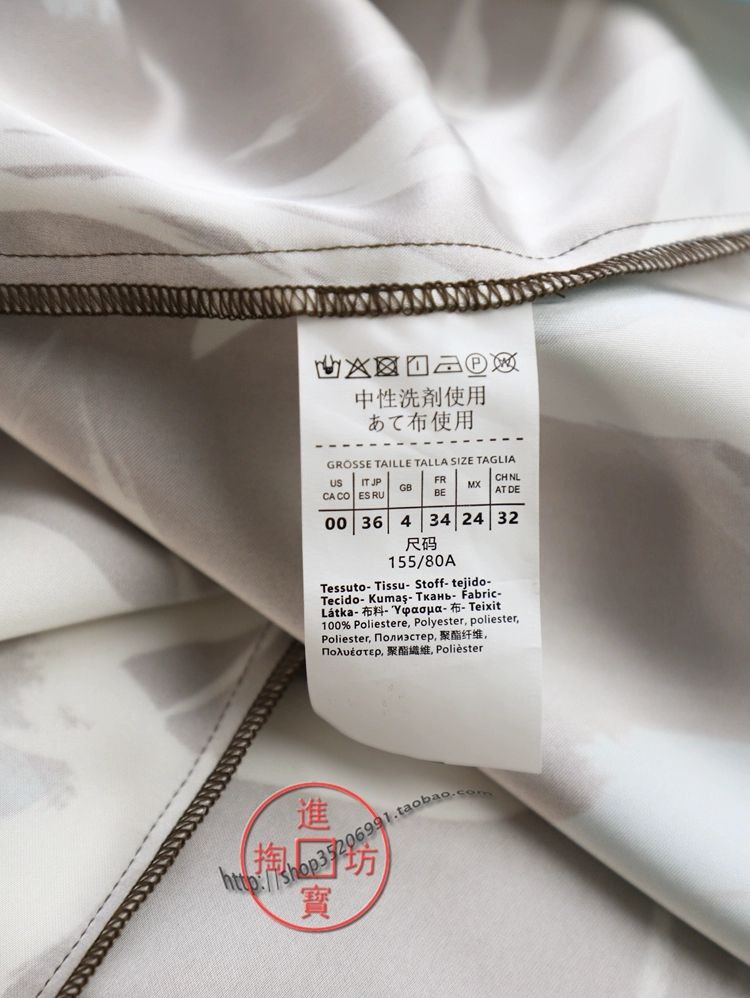 中性洗剤使用
あて布使用
GRÖSSE TAILLE TALLA SIZE TAGLIA
US CA CO | IT JP ES RU | GB | FR BE | MX | CH NL AT DE
00 | 36 | 4 | 34 | 24 | 32
尺码
155/80A
Tessuto- Tissu- Stoff- tejido-
Tecido- Kumaş- Ткань- Fabric-
Látka- 布料- Ύφασμα- 布- Teixit
100% Poliestere, Polyester, poliester,
Poliester, Полиэстер, 聚酯纤维,
Πολυέστερ, 聚酯纖維, Polièster
進
掏 坊
寶
http://shop35206991.taobao.com